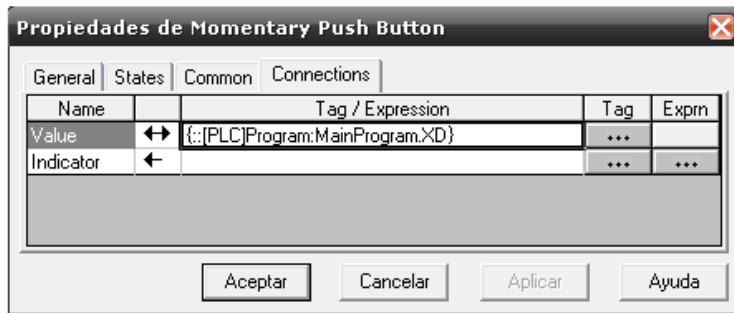 Propiedades de Momentary Push Button
General States Common Connections
Name Tag / Expression Tag Exprn
Value {::[PLC]Program:MainProgram.XD} ...
Indicator ... ...
Aceptar Cancelar Aplicar Ayuda